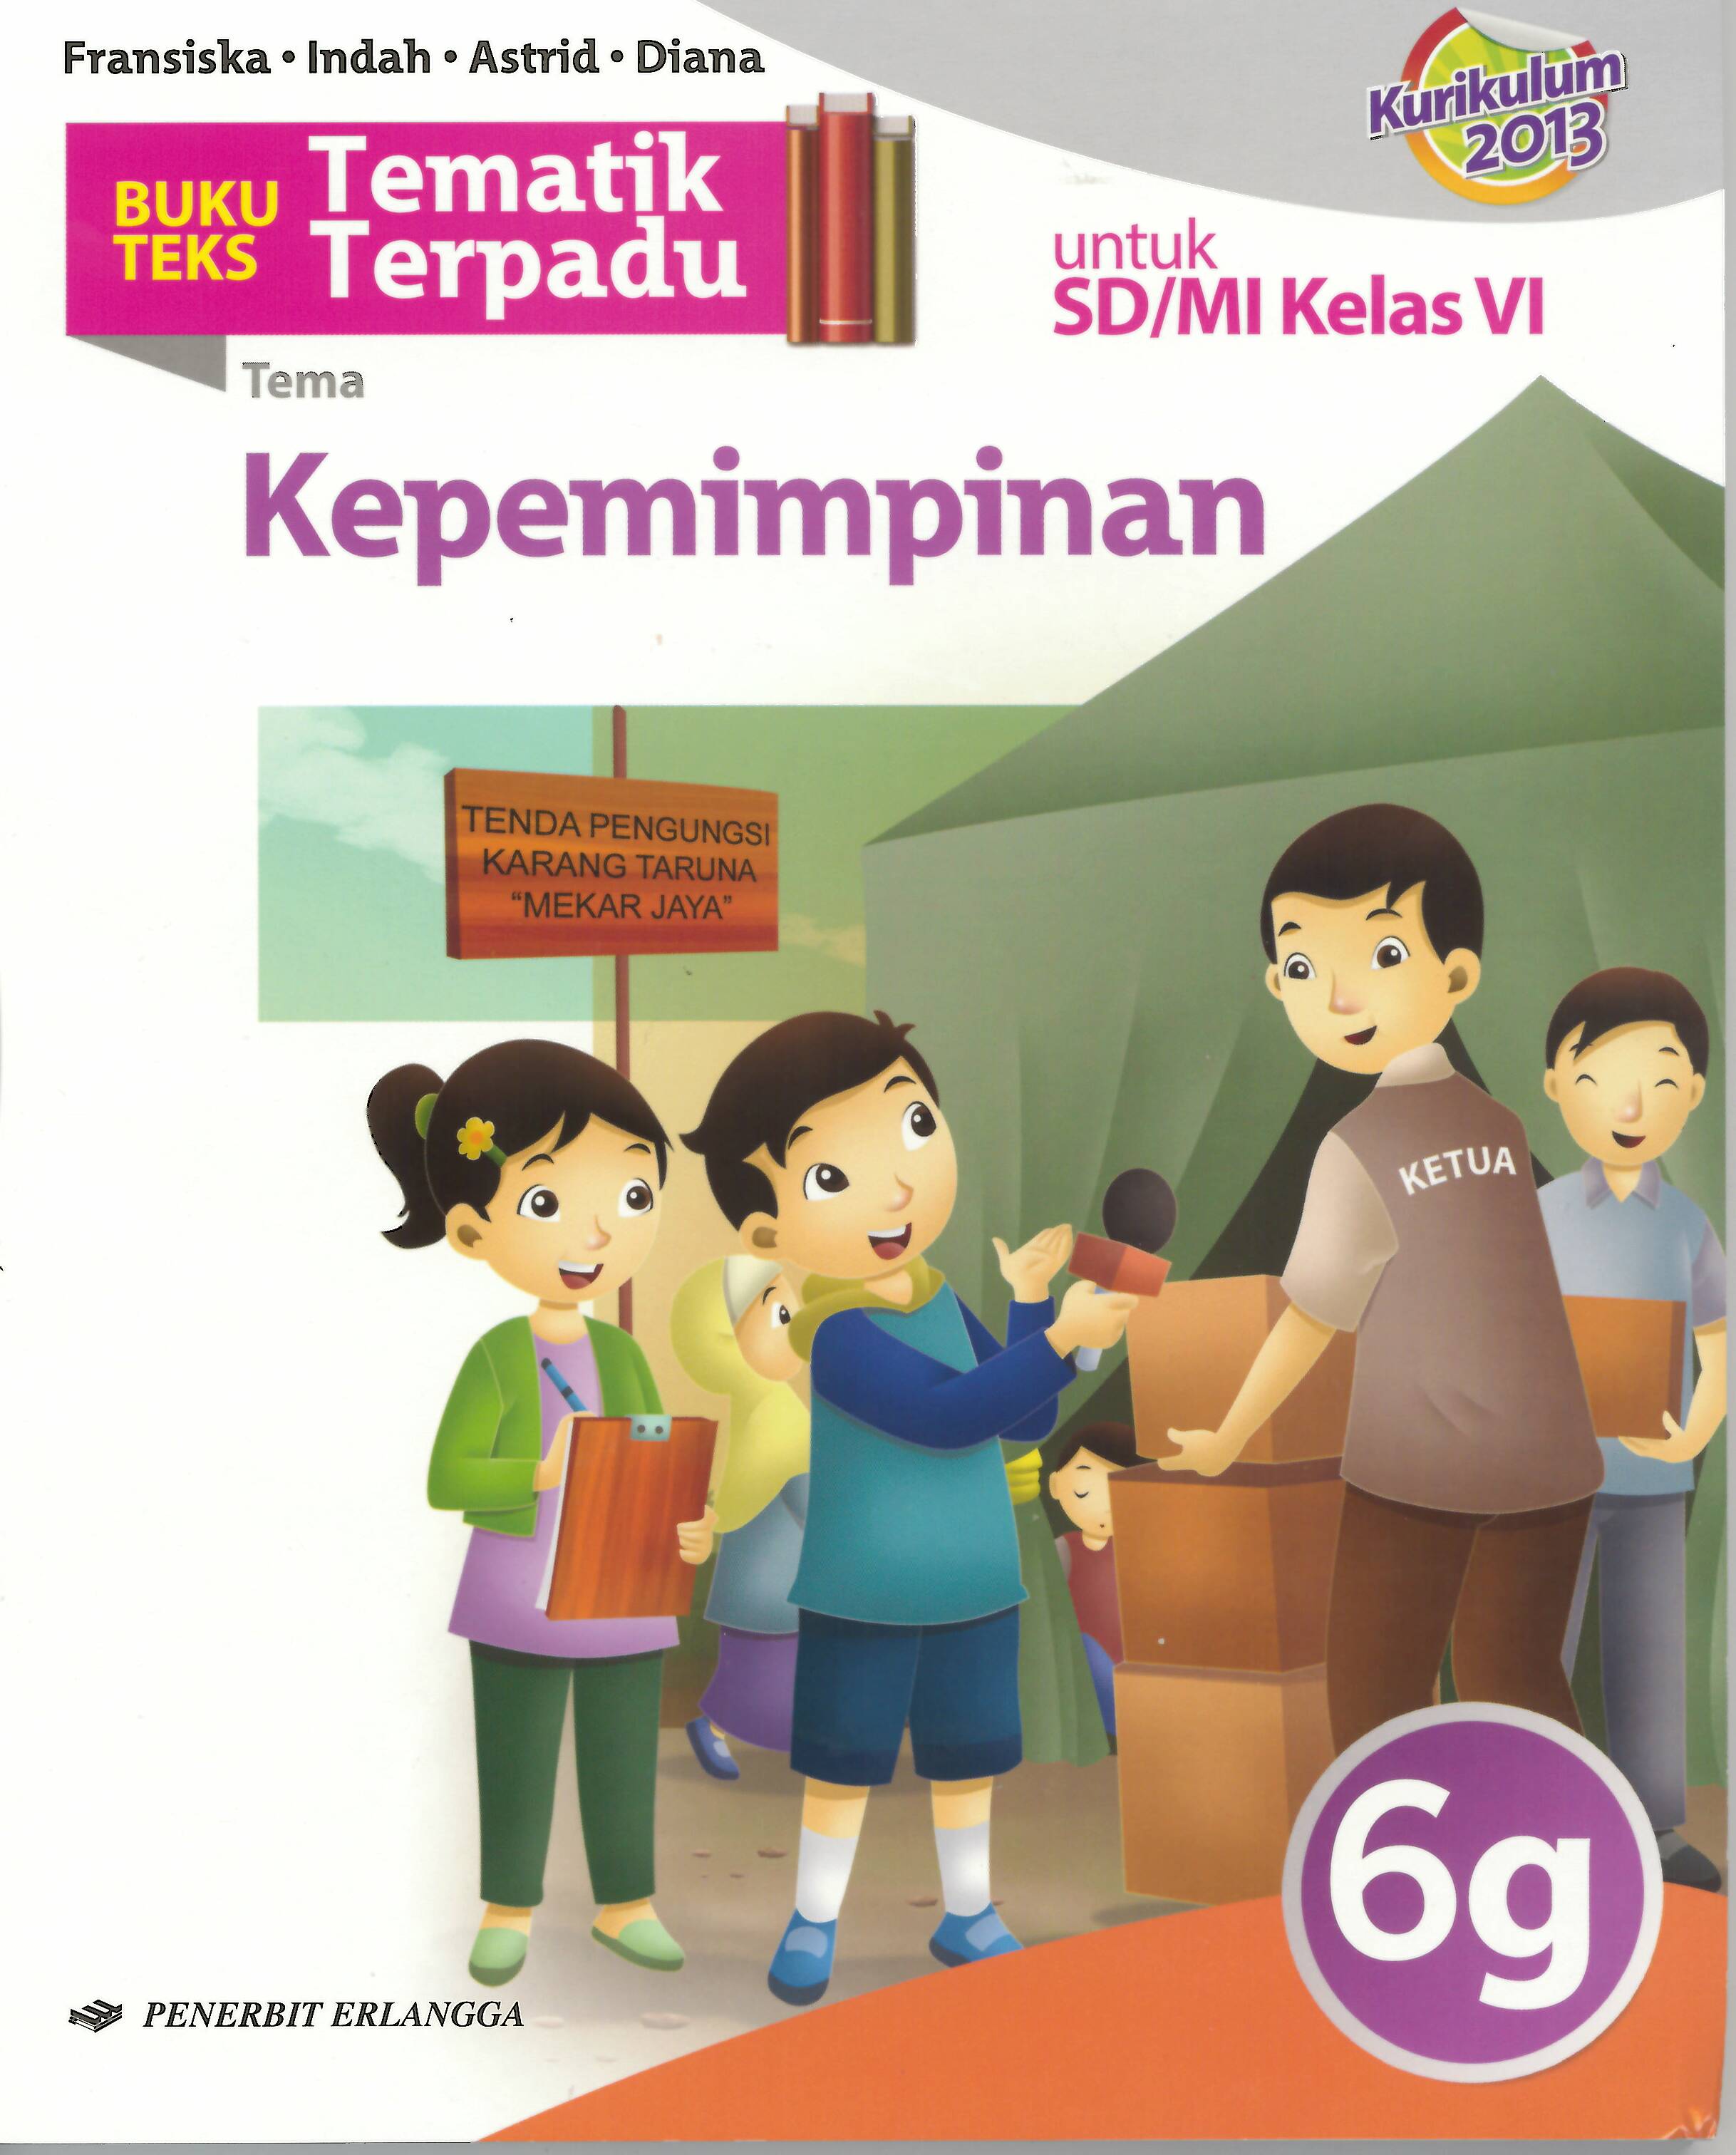 Fransiska • Indah • Astrid • Diana
Kurikulum
2013
BUKU
TEKS
Tematik
Terpadu
untuk
SD/MI Kelas VI
Tema
Kepemimpinan
TENDA PENGUNGSI
KARANG TARUNA
“MEKAR JAYA”
KETUA
6g
PENERBIT ERLANGGA